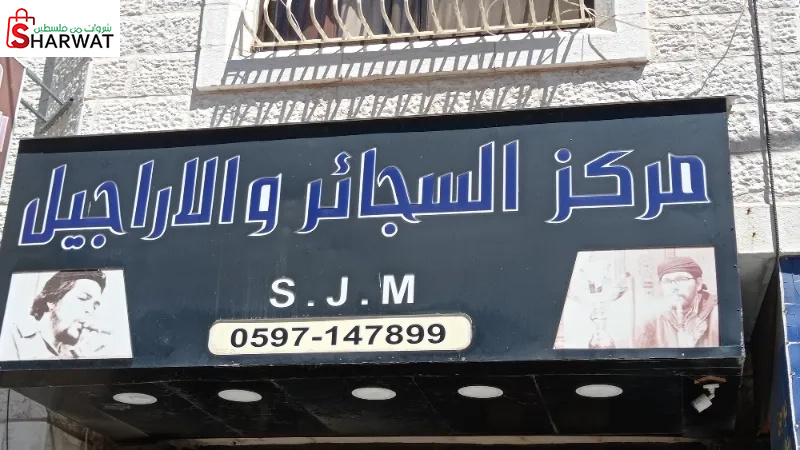 شروات من فلسطين
SHARWAT
مركز السجائر والاراجيل
S.J.M
0597-147899